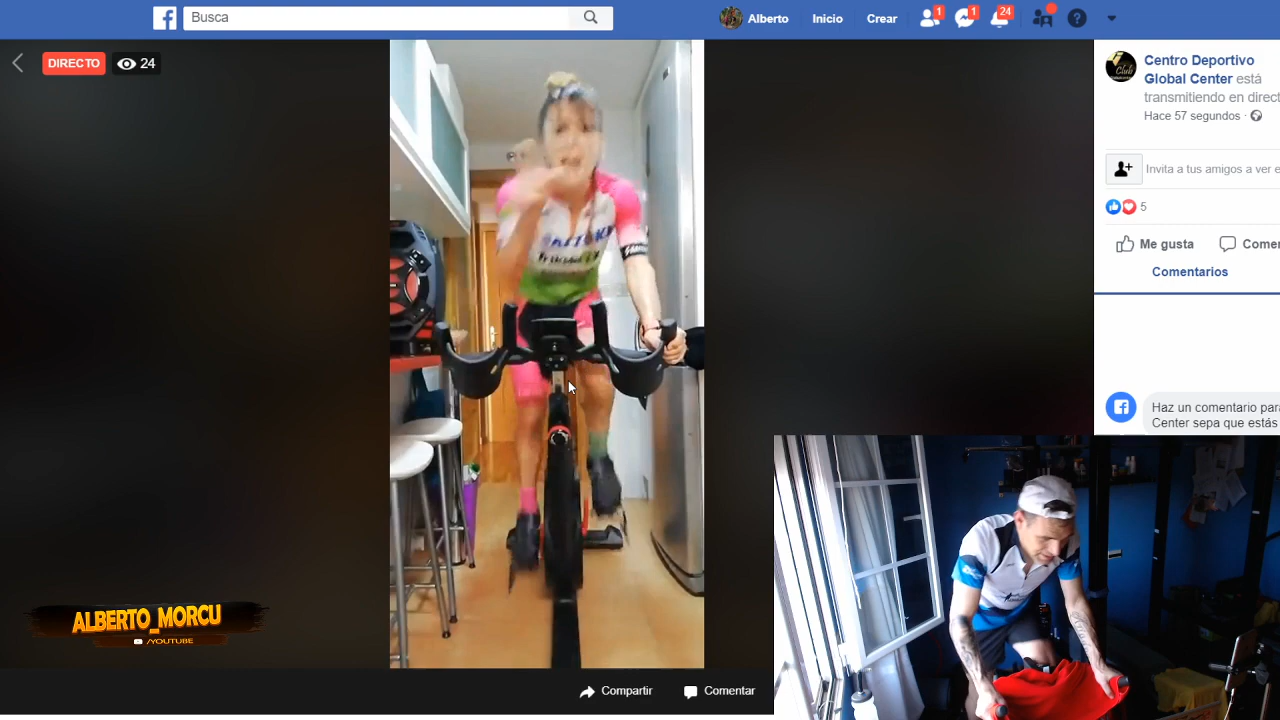 Busca
Alberto
Inicio
Crear
1
1
24
?
DIRECTO
24
Centro Deportivo
Global Center está
transmitiendo en direct
Hace 57 segundos ·
Invita a tus amigos a ver e
5
Me gusta
Comer
Comentarios
Haz un comentario para
Center sepa que estás
ALBERTO_MORCU
/YOUTUBE
Compartir
Comentar